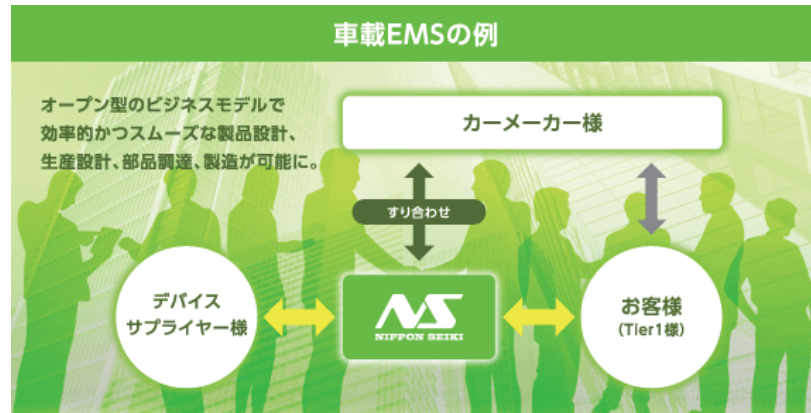 車載EMSの例
オープン型のビジネスモデルで
効率的かつスムーズな製品設計、
生産設計、部品調達、製造が可能に。
カーメーカー様
すり合わせ
デバイス
サプライヤー様
NS
NIPPON SEIKI
お客様
(Tier1様)